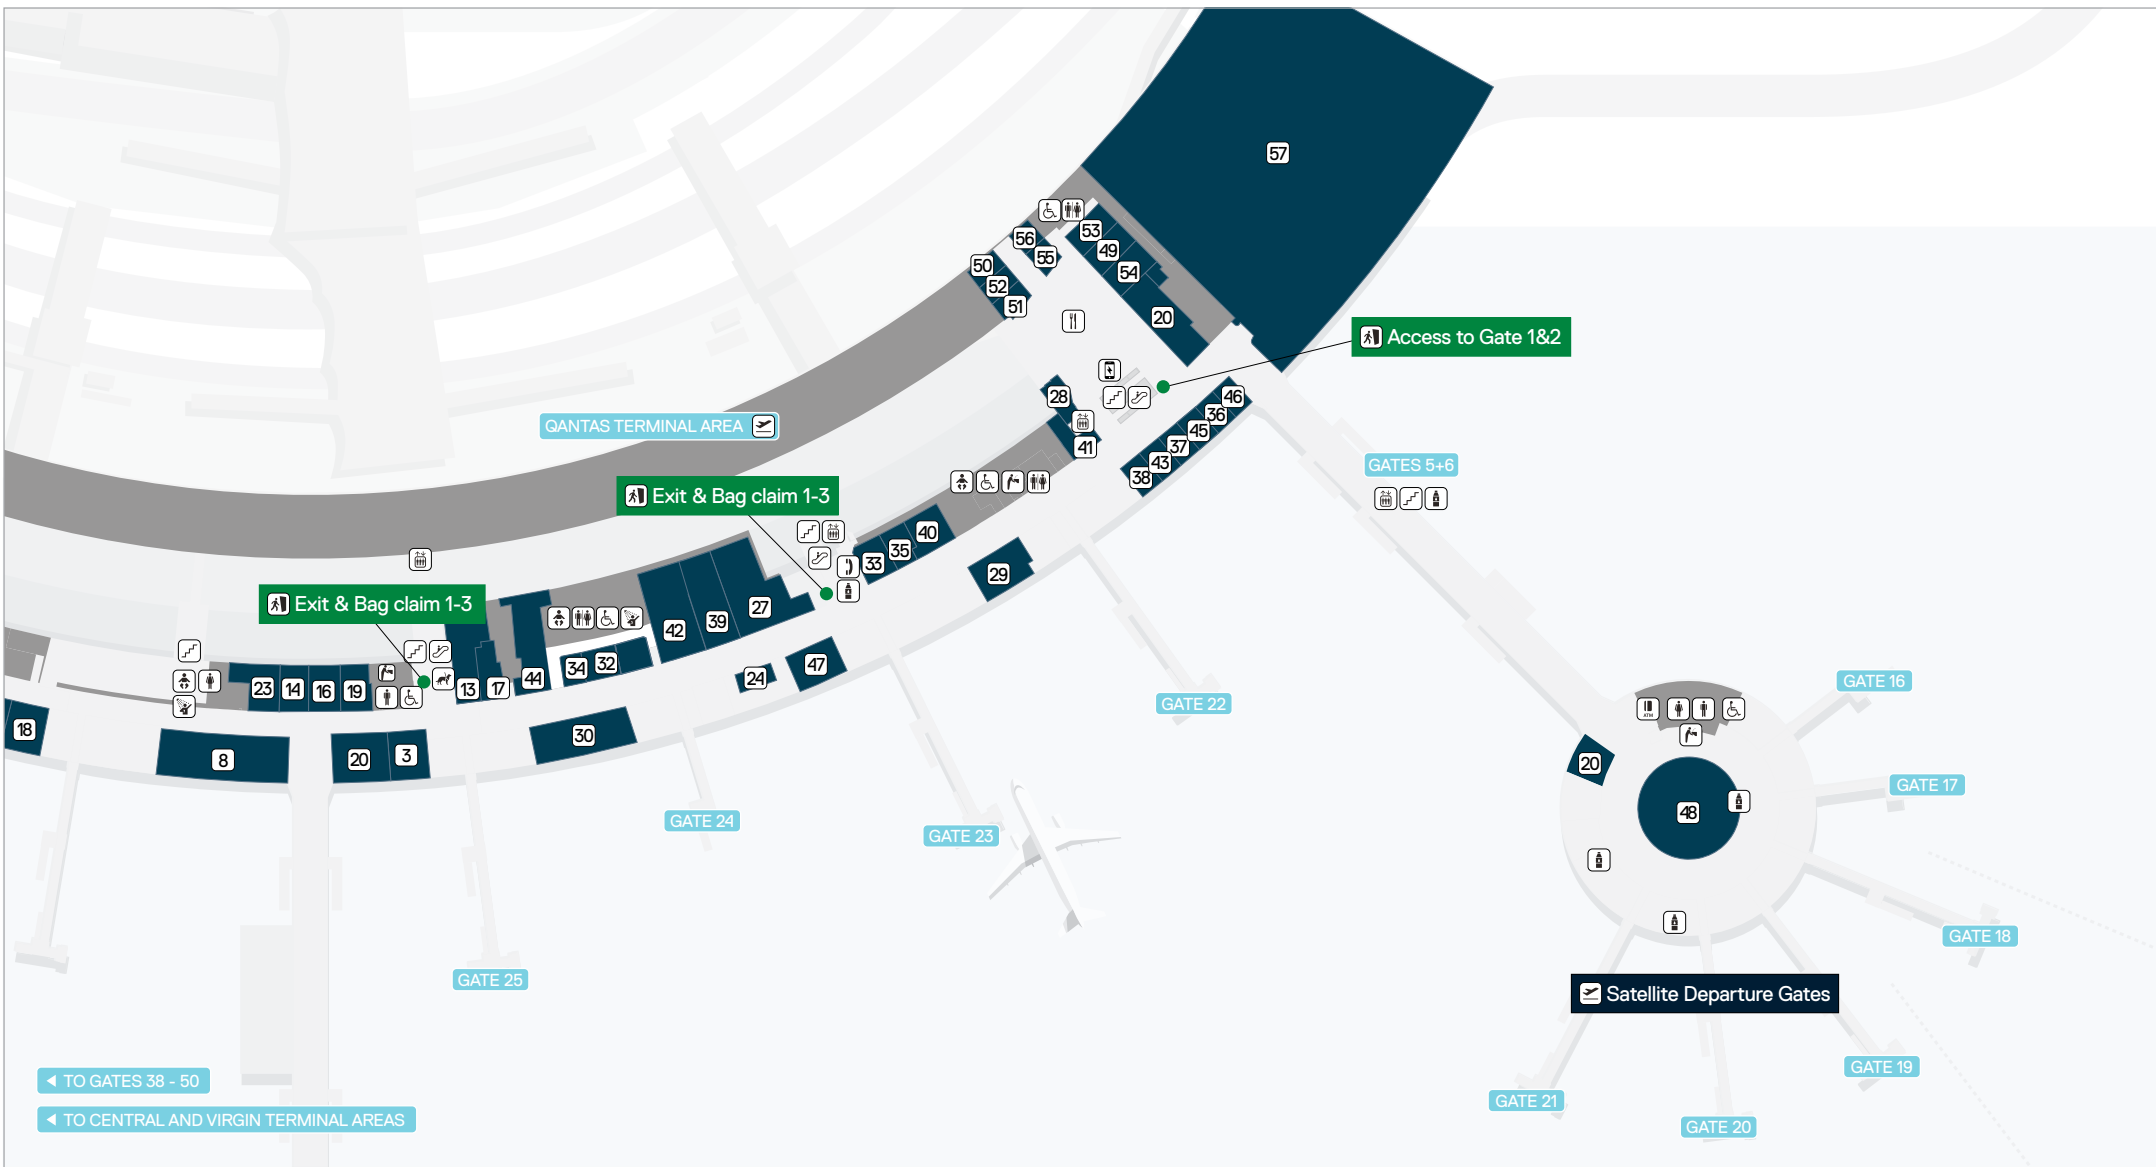 57
53
56
49
55
50
54
52
51
20
Access to Gate 1&2
28
46
36
QANTAS TERMINAL AREA
45
37
41
43
GATES 5+6
38
Exit & Bag claim 1-3
40
35
33
29
Exit & Bag claim 1-3
27
39
42
34
32
47
44
24
23
14
16
19
13
17
GATE 16
GATE 22
ATM
18
8
20
3
30
20
GATE 17
48
GATE 24
GATE 23
GATE 18
GATE 25
Satellite Departure Gates
GATE 19
TO GATES 38 - 50
GATE 21
TO CENTRAL AND VIRGIN TERMINAL AREAS
GATE 20